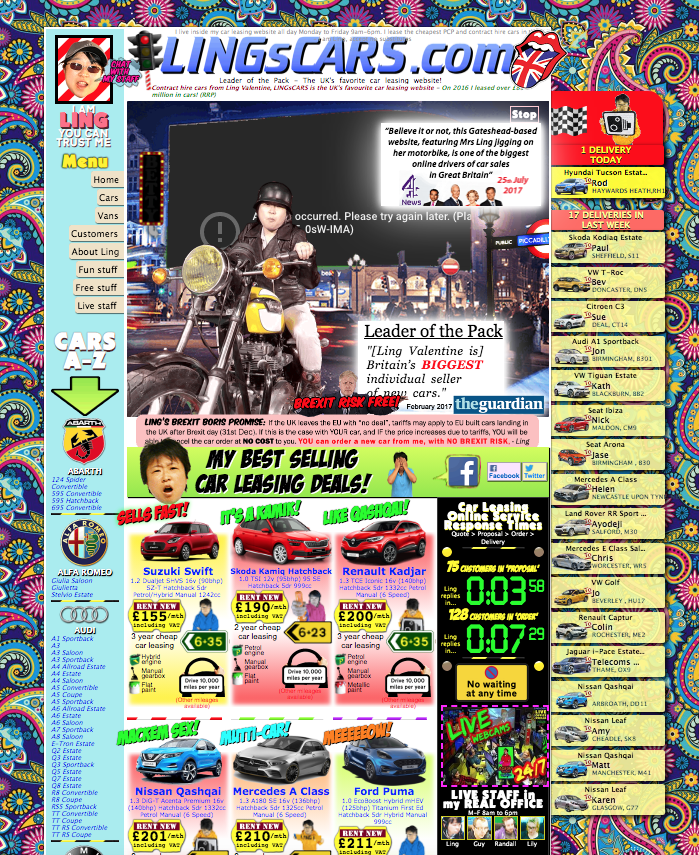 I live inside my car leasing website all day Monday to Friday 9am-6pm. I lease the cheapest PCP and contract hire cars in
LINGsCARS.com
Leader of the Pack - The UK's favorite car leasing website!
Contract hire cars from Ling Valentine, LINGsCARS is the UK's favourite car leasing website - On 2016 I leased over
million in cars! (RRP)
I AM
LING
YOU CAN
TRUST ME
Menu
Home
Cars
Vans
Customers
About Ling
Fun stuff
Free stuff
Live staff
CARS
A-Z
ABARTH
ABARTH
124 Spider
Convertible
595 Convertible
595 Hatchback
695 Convertible
ALFA ROMEO
Giulia Saloon
Giulietta
Stelvio Estate
AUDI
A1 Sportback
A3
A3 Saloon
A3 Sportback
A4 Allroad Estate
A4 Estate
A4 Saloon
A5 Convertible
A5 Coupe
A5 Sportback
A6 Allroad Estate
A6 Estate
A6 Saloon
A7 Sportback
A8 Saloon
E-Tron Estate
Q2 Estate
Q3 Estate
Q3 Sportback
Q5 Estate
Q7 Estate
Q8 Estate
R8 Convertible
R8 Coupe
RS5 Sportback
TT Convertible
TT Coupe
TT RS Convertible
TT RS Coupe
Stop
"Believe it or not, this Gateshead-based
website, featuring Mrs Ling jigging on
her motorbike, is one of the biggest
online drivers of car sales
in Great Britain"
4 News
25th July
2017
occurred. Please try again later. (Pla
0sW-IMA)
PUBLIC
PICCADILLY
Leader of the Pack
"[Ling Valentine is]
Britain's BIGGEST
individual seller
of new cars."
BREXIT RISK FREE!
February 2017
theguardian
LING'S BREXIT BORIS PROMISE: If the UK leaves the EU with "no deal", tariffs may apply to EU built cars landing in
the UK after Brexit day (31st Dec). If this is the case with YOUR car, and IF the price increases due to tariffs, YOU will be
able to cancel the car order at NO COST to you. YOU can order a new car from me, with NO BREXIT RISK, - Ling
MY BEST SELLING
CAR LEASING DEALS!
Facebook
Twitter
SELLS FAST!
Suzuki Swift
1.2 Dualjet SHVS 16v (90bhp)
SZ-T Hatchback 5dr
Petrol/Hybrid Manual 1242cc
RENT NEW
£155/mth
including VAT
3 year cheap
car leasing
6+35
Hybrid
engine
Manual
gearbox
Flat
paint
Drive 10,000
miles per year
(Other mileages
available)
IT'S A KAMIK!
Skoda Kamiq Hatchback
1.0 TSI 12v (95bhp) 95 SE
Hatchback 5dr 999cc
RENT NEW
£190/mth
including VAT
2 year cheap
car leasing
6+23
Petrol
engine
Manual
gearbox
Flat
paint
Drive 10,000
miles per year
(Other mileages
available)
LIKE QASHQAI!
Renault Kadjar
1.3 TCE Iconic 16v (140bhp)
Hatchback 5dr 1332cc Petrol
Manual (6 Speed)
RENT NEW
£200/mth
including VAT
3 year cheap
car leasing
6+35
Petrol
engine
Manual
gearbox
Metallic
paint
Drive 10,000
miles per year
(Other mileages
available)
MACKEM SEX!
Nissan Qashqai
1.3 DiG-T Acenta Premium 16v
(140bhp) Hatchback 5dr 1332cc
Petrol Manual (6 Speed)
RENT NEW
£201/mth
including VAT
MUTTI-CAR!
Mercedes A Class
1.3 A180 SE 16v (136bhp)
Hatchback 5dr 1332cc Petrol
Manual (6 Speed)
RENT NEW
£210/mth
including VAT
MEEEEEOW!
Ford Puma
1.0 EcoBoost Hybrid mHEV
(125bhp) Titanium First Ed
Hatchback 5dr Hybrid Manual
999cc
RENT NEW
£211/mth
including VAT
Car Leasing
Online Service
Response Times
Quote > Proposal > Order >
Delivery
75 CUSTOMERS IN 'PROPOSAL'
Ling
replies
in...
0:03 58
128 CUSTOMERS IN 'ORDER'
Ling
replies
in...
0:07 29
No waiting
at any time
LIVE
WEBCAMS
24/7
LIVE STAFF in
my REAL OFFICE
M-F 8am to 6pm
Ling
Guy
Randall
Lily
1 DELIVERY
TODAY
Hyundai Tucson Estat...
Rod
HAYWARDS HEATH,RH1
17 DELIVERIES IN
LAST WEEK
Skoda Kodiaq Estate
Paul
SHEFFIELD, S11
VW T-Roc
Bev
DONCASTER, DN5
Citroen C3
Sue
DEAL, CT14
Audi A1 Sportback
Jon
BIRMINGHAM, B301
VW Tiguan Estate
Kath
BLACKBURN, BB2
Seat Ibiza
Nick
MALDON, CM9
Seat Arona
Jase
BIRMINGHAM , B30
Mercedes A Class
Helen
NEWCASTLE UPON TYN
Land Rover RR Sport ...
Ayodeji
SALFORD, M30
Mercedes E Class Sal...
Chris
WORCESTER, WR5
VW Golf
Jo
BEVERLEY , HU17
Renault Captur
Colin
ROCHESTER, ME2
Jaguar i-Pace Estate...
Telecoms ...
THAME, OX9
Nissan Qashqai
ARBROATH, DD11
Nissan Leaf
Amy
CHEADLE, SK8
Nissan Qashqai
Matt
MANCHESTER, M41
Nissan Leaf
Karen
GLASGOW, G77